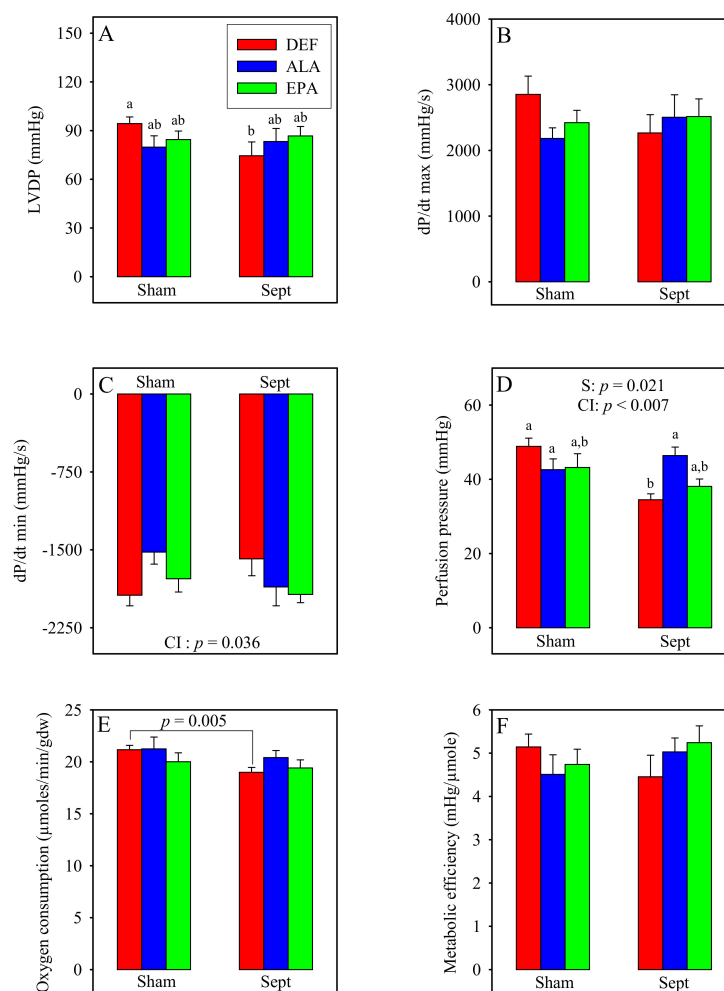 A
DEF
ALA
EPA
a
ab
ab
b
ab
ab
LVDP (mmHg)
150
120
90
60
30
0
Sham
Sept
B
dP/dt max (mmHg/s)
4000
3000
2000
1000
0
Sham
Sept
C
Sham
Sept
dP/dt min (mmHg/s)
0
-750
-1500
-2250
CI : p = 0.036
D
S: p = 0.021
CI: p < 0.007
a
a
a,b
b
a
a,b
Perfusion pressure (mmHg)
60
40
20
0
Sham
Sept
E
p = 0.005
Oxygen consumption (µmoles/min/gdw)
25
20
15
10
5
0
Sham
Sept
F
Metabolic efficiency (mHg/µmole)
6
5
4
3
2
1
0
Sham
Sept